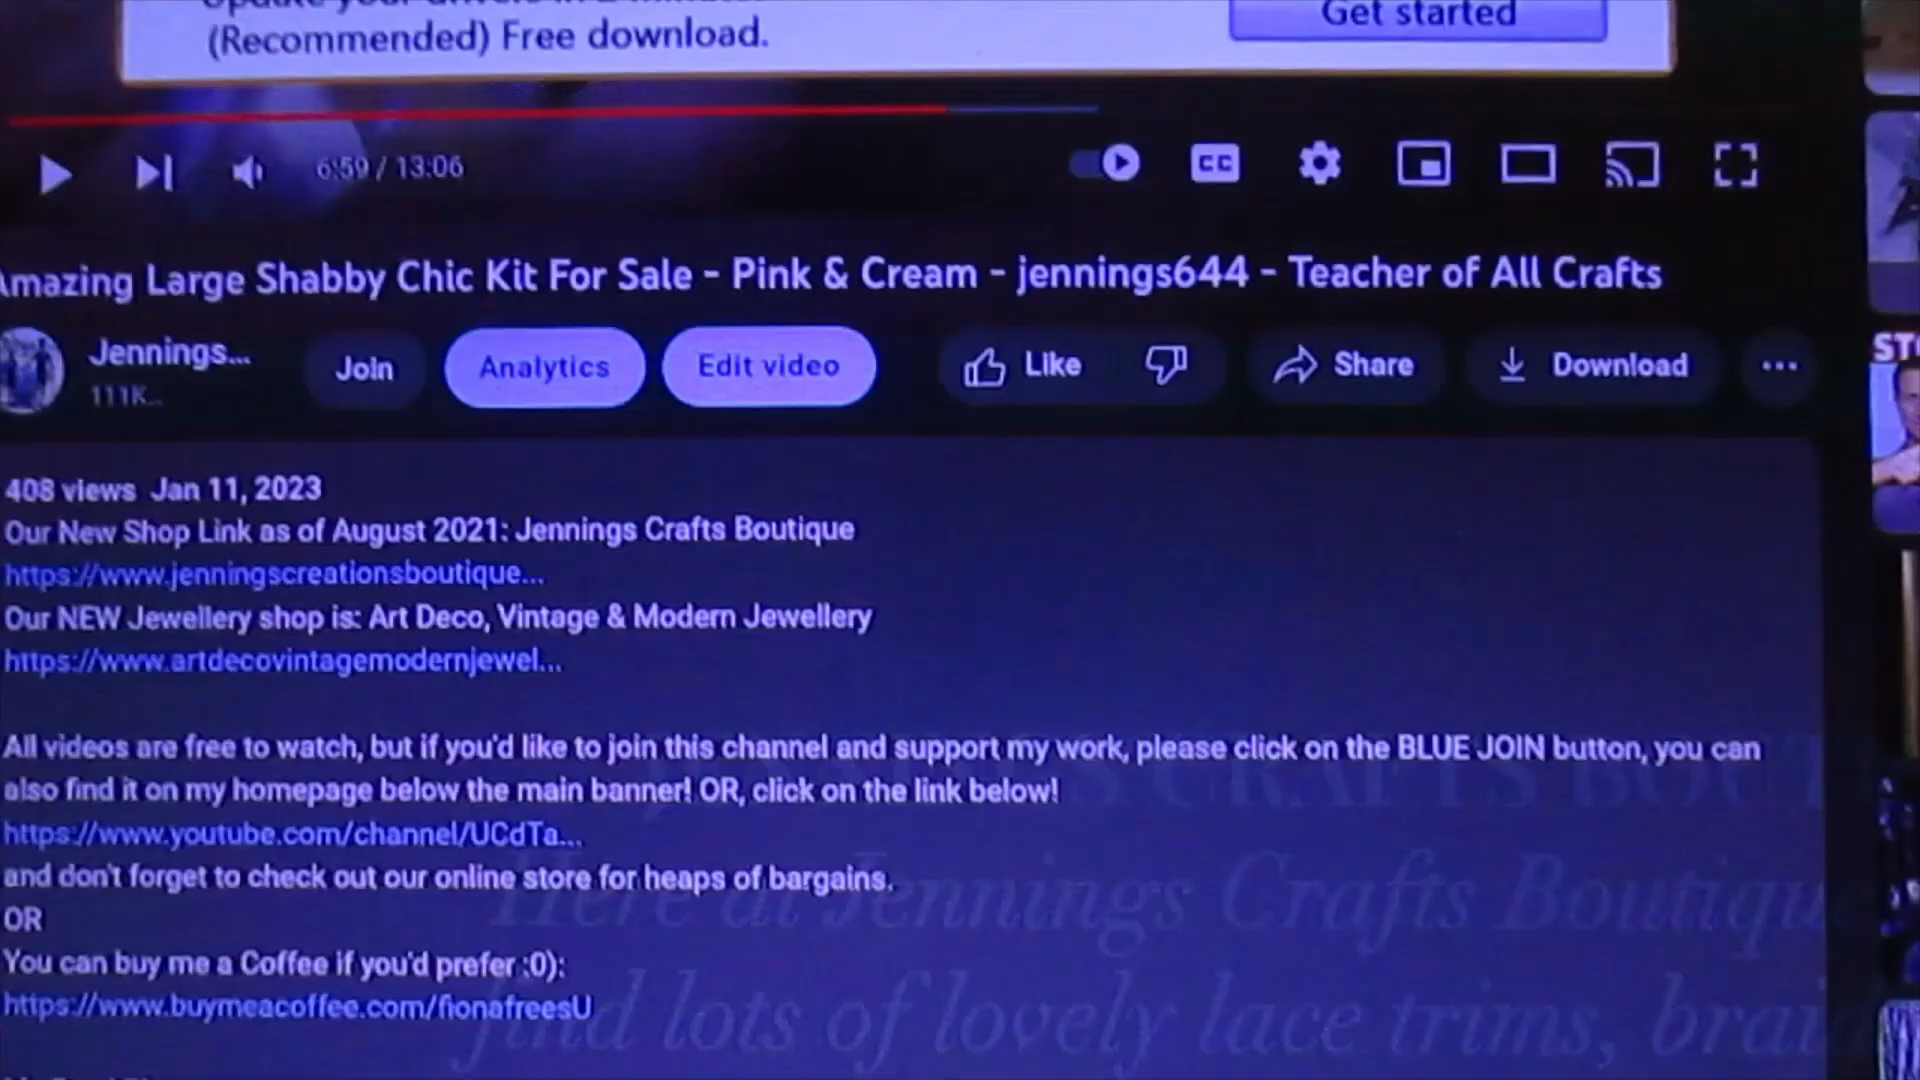 (Recommended) Free download.
Get started
6:59 / 13:06
CC
Amazing Large Shabby Chic Kit For Sale - Pink & Cream - jennings644 - Teacher of All Crafts
Jennings...
111K...
Join
Analytics
Edit video
Like
Share
Download
408 views Jan 11, 2023
Our New Shop Link as of August 2021: Jennings Crafts Boutique
https://www.jenningscreationsboutique...
Our NEW Jewellery shop is: Art Deco, Vintage & Modern Jewellery
https://www.artdecovintagemodernjewel...
All videos are free to watch, but if you'd like to join this channel and support my work, please click on the BLUE JOIN button, you can
also find it on my homepage below the main banner! OR, click on the link below!
https://www.youtube.com/channel/UCdTa...
and don't forget to check out our online store for heaps of bargains.
OR
You can buy me a Coffee if you'd prefer :0):
https://www.buymeacoffee.com/fionafreesU
CRAFTS
Here at Jennings Crafts Boutiqu
find lots of lovely lace trims, brai